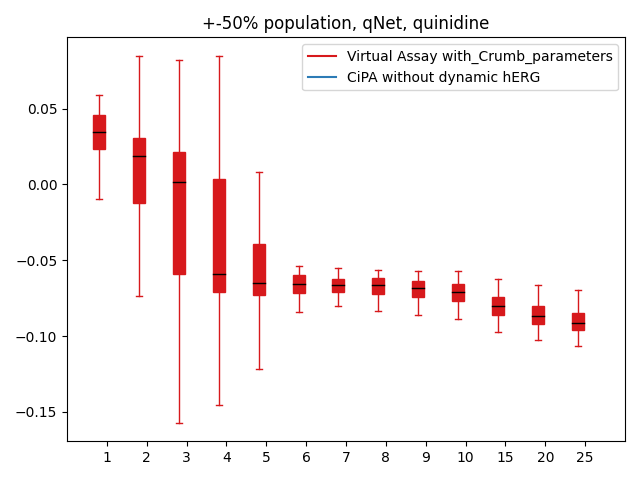 +-50% population, qNet, quinidine
Virtual Assay with_Crumb_parameters
CiPA without dynamic hERG
0.05
0.00
−0.05
−0.10
−0.15
1 2 3 4 5 6 7 8 9 10 15 20 25